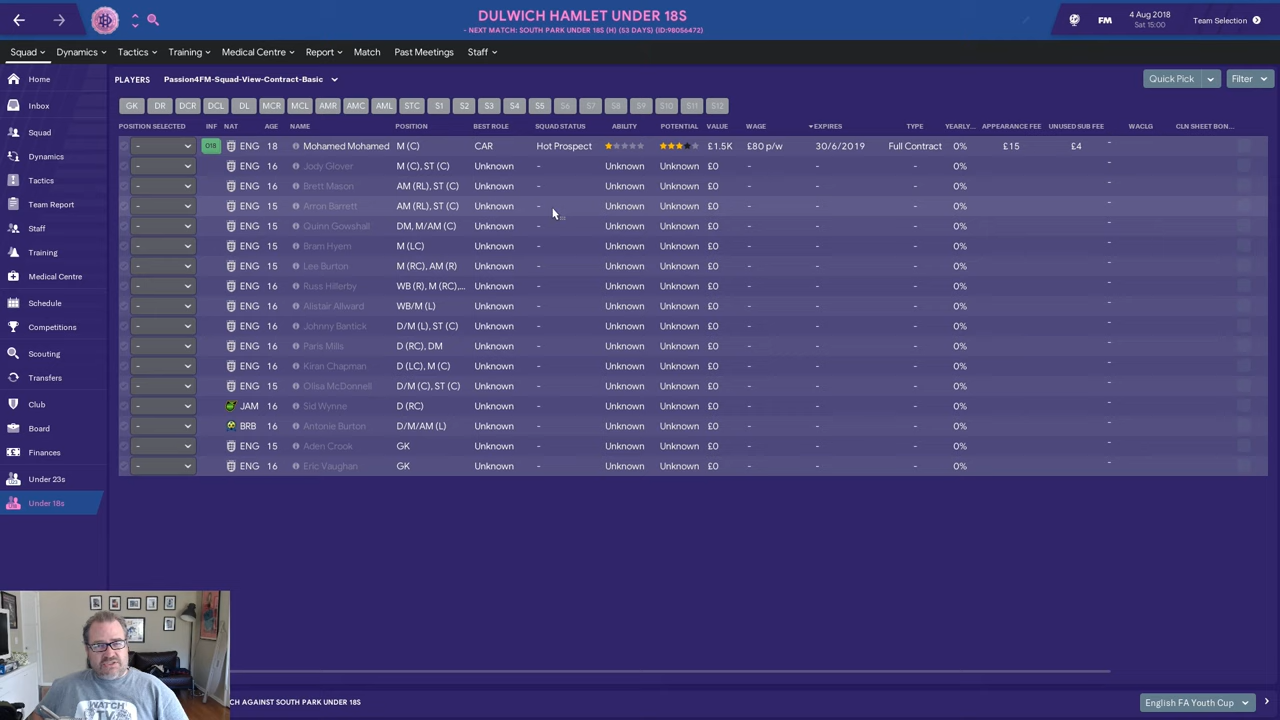 DULWICH HAMLET UNDER 18S
- NEXT MATCH: SOUTH PARK UNDER 18S (H) (53 DAYS) (ID:98056472)
FM
4 Aug 2018
Sat 15:00
Team Selection
Squad Dynamics Tactics Training Medical Centre Report Match Past Meetings Staff
Home
Inbox
Squad
Dynamics
Tactics
Team Report
Staff
Training
Medical Centre
Schedule
Competitions
Scouting
Transfers
Club
Board
Finances
Under 23s
Under 18s
PLAYERS Passion4FM-Squad-View-Contract-Basic Quick Pick Filter
GK DR DCR DCL DL MCR MCL AMR AMC AML STC S1 S2 S3 S4 S5 S6 S7 S8 S9 S10 S11 S12
POSITION SELECTED INF NAT AGE NAME POSITION BEST ROLE SQUAD STATUS ABILITY POTENTIAL VALUE WAGE EXPIRES TYPE YEARLY... APPEARANCE FEE UNUSED SUB FEE WACLG CLN SHEET BON...
- O18 ENG 18 Mohamed Mohamed M (C) CAR Hot Prospect £1.5K £80 p/w 30/6/2019 Full Contract 0% £15 £4 -
- ENG 16 Jody Glover M (C), ST (C) Unknown - Unknown Unknown £0 - - - 0% -
- ENG 16 Brett Mason AM (RL), ST (C) Unknown - Unknown Unknown £0 - - - 0% -
- ENG 15 Arron Barrett AM (RL), ST (C) Unknown - Unknown Unknown £0 - - - 0% -
- ENG 15 Quinn Gowshall DM, M/AM (C) Unknown - Unknown Unknown £0 - - - 0% -
- ENG 15 Bram Hyem M (LC) Unknown - Unknown Unknown £0 - - - 0% -
- ENG 15 Lee Burton M (RC), AM (R) Unknown - Unknown Unknown £0 - - - 0% -
- ENG 16 Russ Hillerby WB (R), M (RC),... Unknown - Unknown Unknown £0 - - - 0% -
- ENG 16 Alistair Allward WB/M (L) Unknown - Unknown Unknown £0 - - - 0% -
- ENG 16 Johnny Bantick D/M (L), ST (C) Unknown - Unknown Unknown £0 - - - 0% -
- ENG 16 Paris Mills D (RC), DM Unknown - Unknown Unknown £0 - - - 0% -
- ENG 16 Kiran Chapman D (LC), M (C) Unknown - Unknown Unknown £0 - - - 0% -
- ENG 15 Olisa McDonnell D/M (C), ST (C) Unknown - Unknown Unknown £0 - - - 0% -
- JAM 16 Sid Wynne D (RC) Unknown - Unknown Unknown £0 - - - 0% -
- BRB 16 Antonie Burton D/M/AM (L) Unknown - Unknown Unknown £0 - - - 0% -
- ENG 15 Aden Crook GK Unknown - Unknown Unknown £0 - - - 0% -
- ENG 16 Eric Vaughan GK Unknown - Unknown Unknown £0 - - - 0% -
WATCH
TV
CH AGAINST SOUTH PARK UNDER 18S
English FA Youth Cup